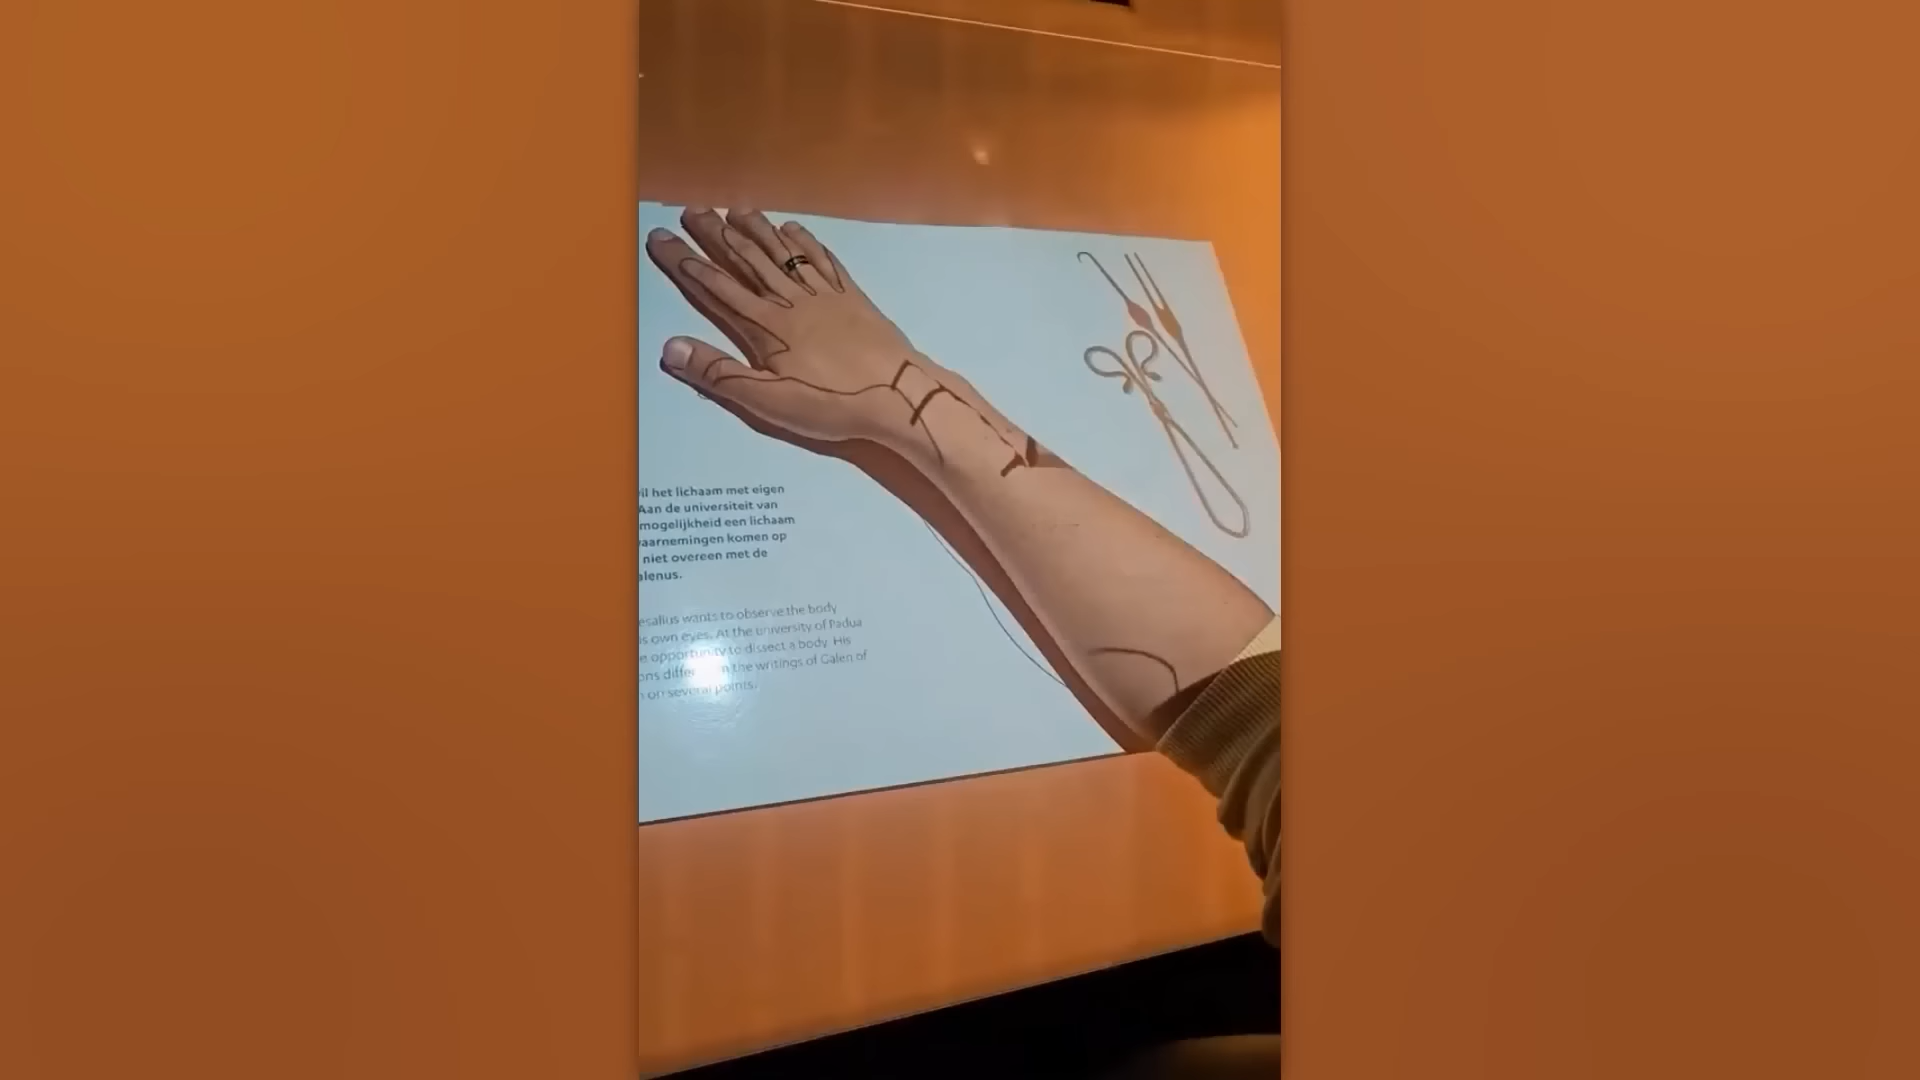 il het lichaam met eigen
Aan de universiteit van
mogelijkheid een lichaam
aarnemingen komen op
niet overeen met de
alenus.
esalius wants to observe the body
is own eyes. At the university of Padua
e opportunity to dissect a body. His
ons differ in the writings of Galen of
on several points.